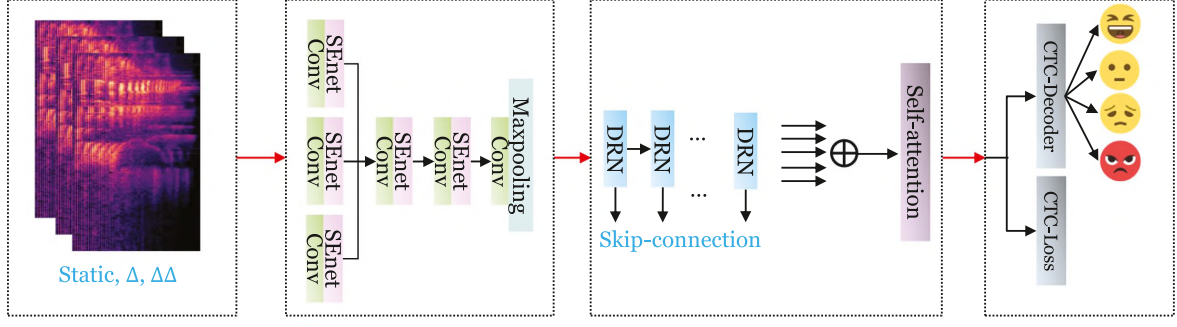 Static, Δ, ΔΔ
Conv
SEnet
Conv
SEnet
Conv
SEnet
Conv
SEnet
Conv
SEnet
Conv
Maxpooling
DRN
DRN
...
DRN
...
Skip-connection
Self-attention
CTC-Decoder
CTC-Loss